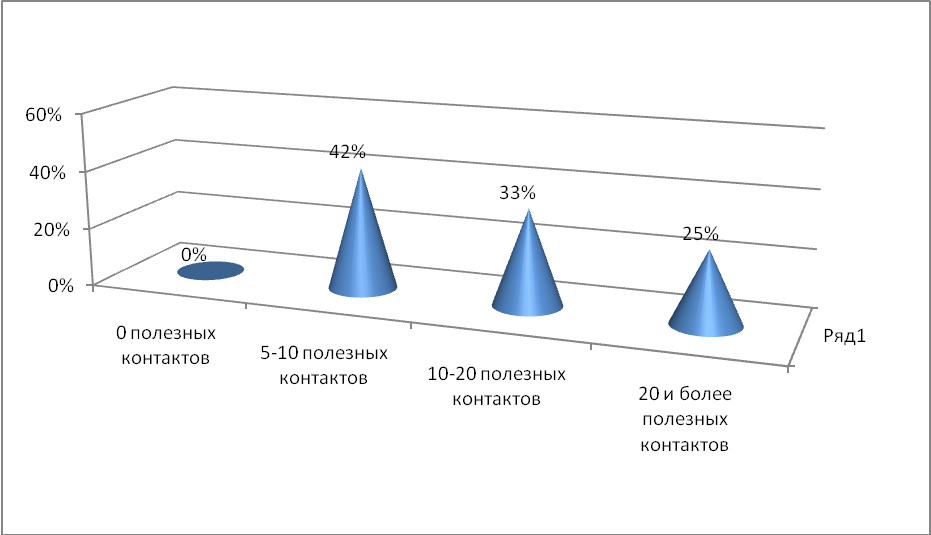 60%
40%
20%
0%
0%
42%
33%
25%
0 полезных
контактов
5-10 полезных
контактов
10-20 полезных
контактов
20 и более
полезных
контактов
Ряд1